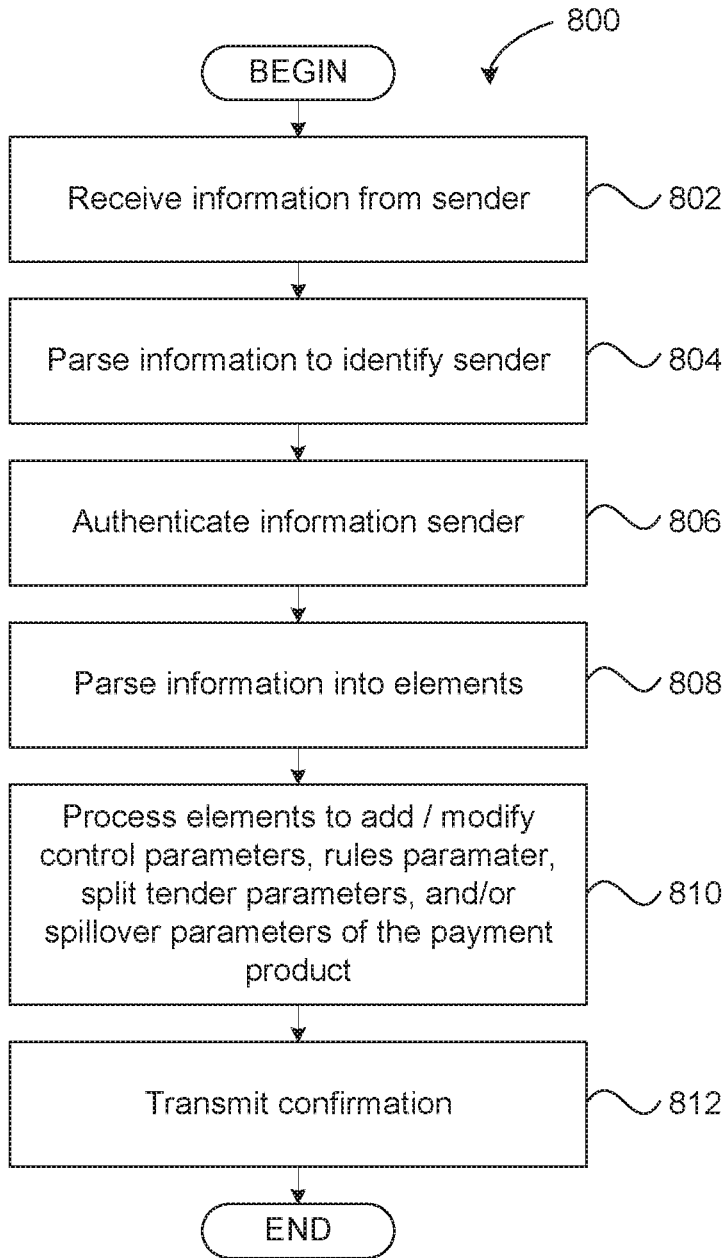 800
BEGIN
Receive information from sender
802
Parse information to identify sender
804
Authenticate information sender
806
Parse information into elements
808
Process elements to add / modify
control parameters, rules paramater,
split tender parameters, and/or
spillover parameters of the payment
product
810
Transmit confirmation
812
END